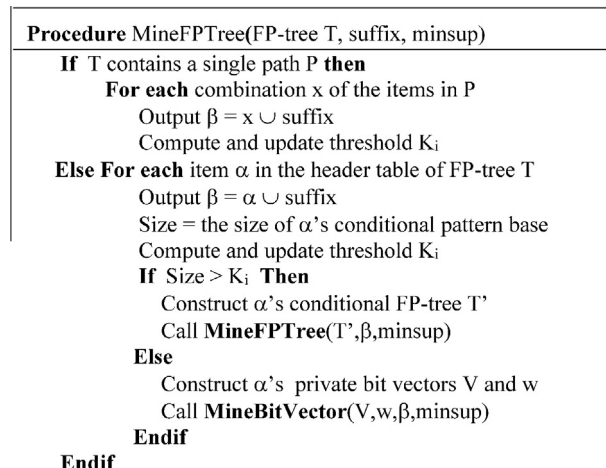 Procedure MineFPTree(FP-tree T, suffix, minsup)
If T contains a single path P then
For each combination x of the items in P
Output β = x ∪ suffix
Compute and update threshold Ki
Else For each item α in the header table of FP-tree T
Output β = α ∪ suffix
Size = the size of α's conditional pattern base
Compute and update threshold Ki
If Size > Ki Then
Construct α's conditional FP-tree T'
Call MineFPTree(T',β,minsup)
Else
Construct α's private bit vectors V and w
Call MineBitVector(V,w,β,minsup)
Endif
Endif